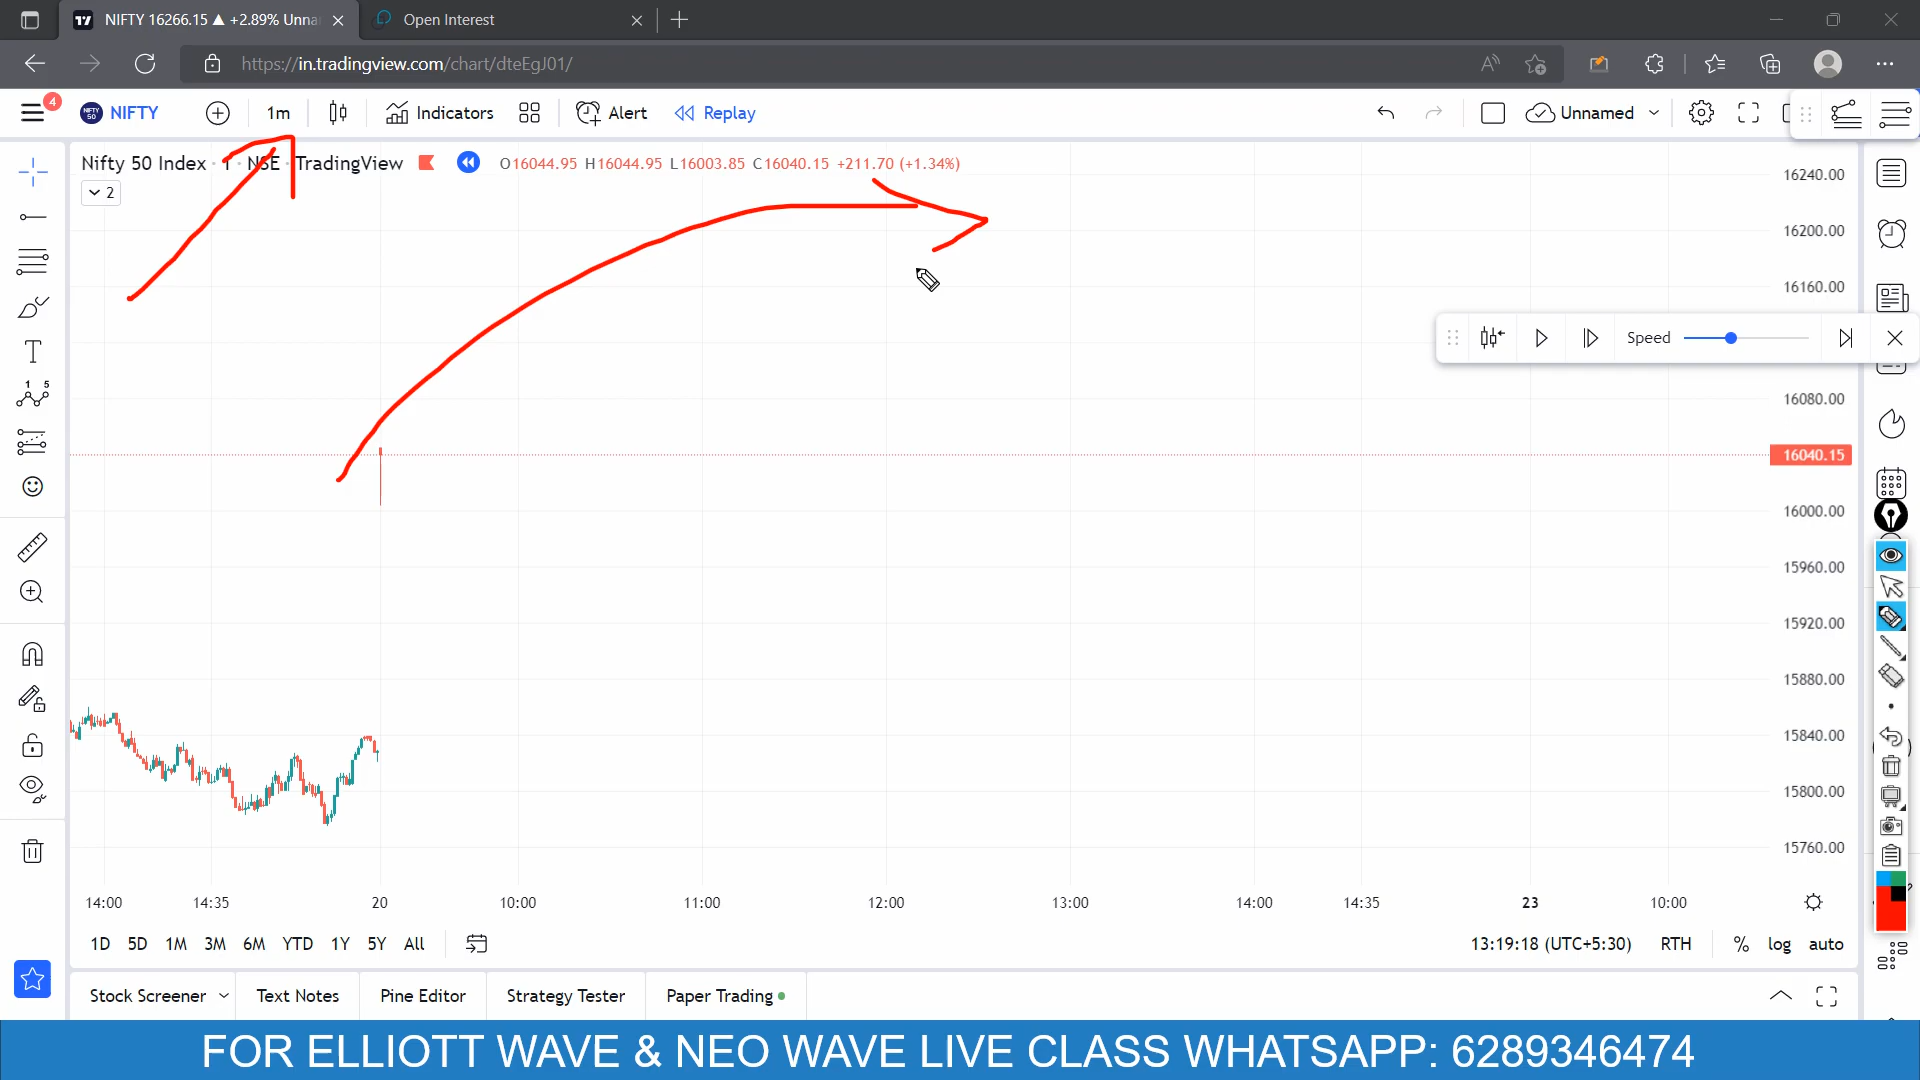 NIFTY 16266.15 ▲ +2.89% Unna
Open Interest
https://in.tradingview.com/chart/dteEgJ01/
4
NIFTY
1m
Indicators
Alert
Replay
Unnamed
Nifty 50 Index · 1 · NSE · TradingView
O16044.95 H16044.95 L16003.85 C16040.15 +211.70 (+1.34%)
2
16240.00
16200.00
16160.00
Speed
16080.00
16040.15
16000.00
15960.00
15920.00
15880.00
15840.00
15800.00
15760.00
14:00 14:35 20 10:00 11:00 12:00 13:00 14:00 14:35 23 10:00
1D 5D 1M 3M 6M YTD 1Y 5Y All
13:19:18 (UTC+5:30) RTH % log auto
Stock Screener Text Notes Pine Editor Strategy Tester Paper Trading
FOR ELLIOTT WAVE & NEO WAVE LIVE CLASS WHATSAPP: 6289346474